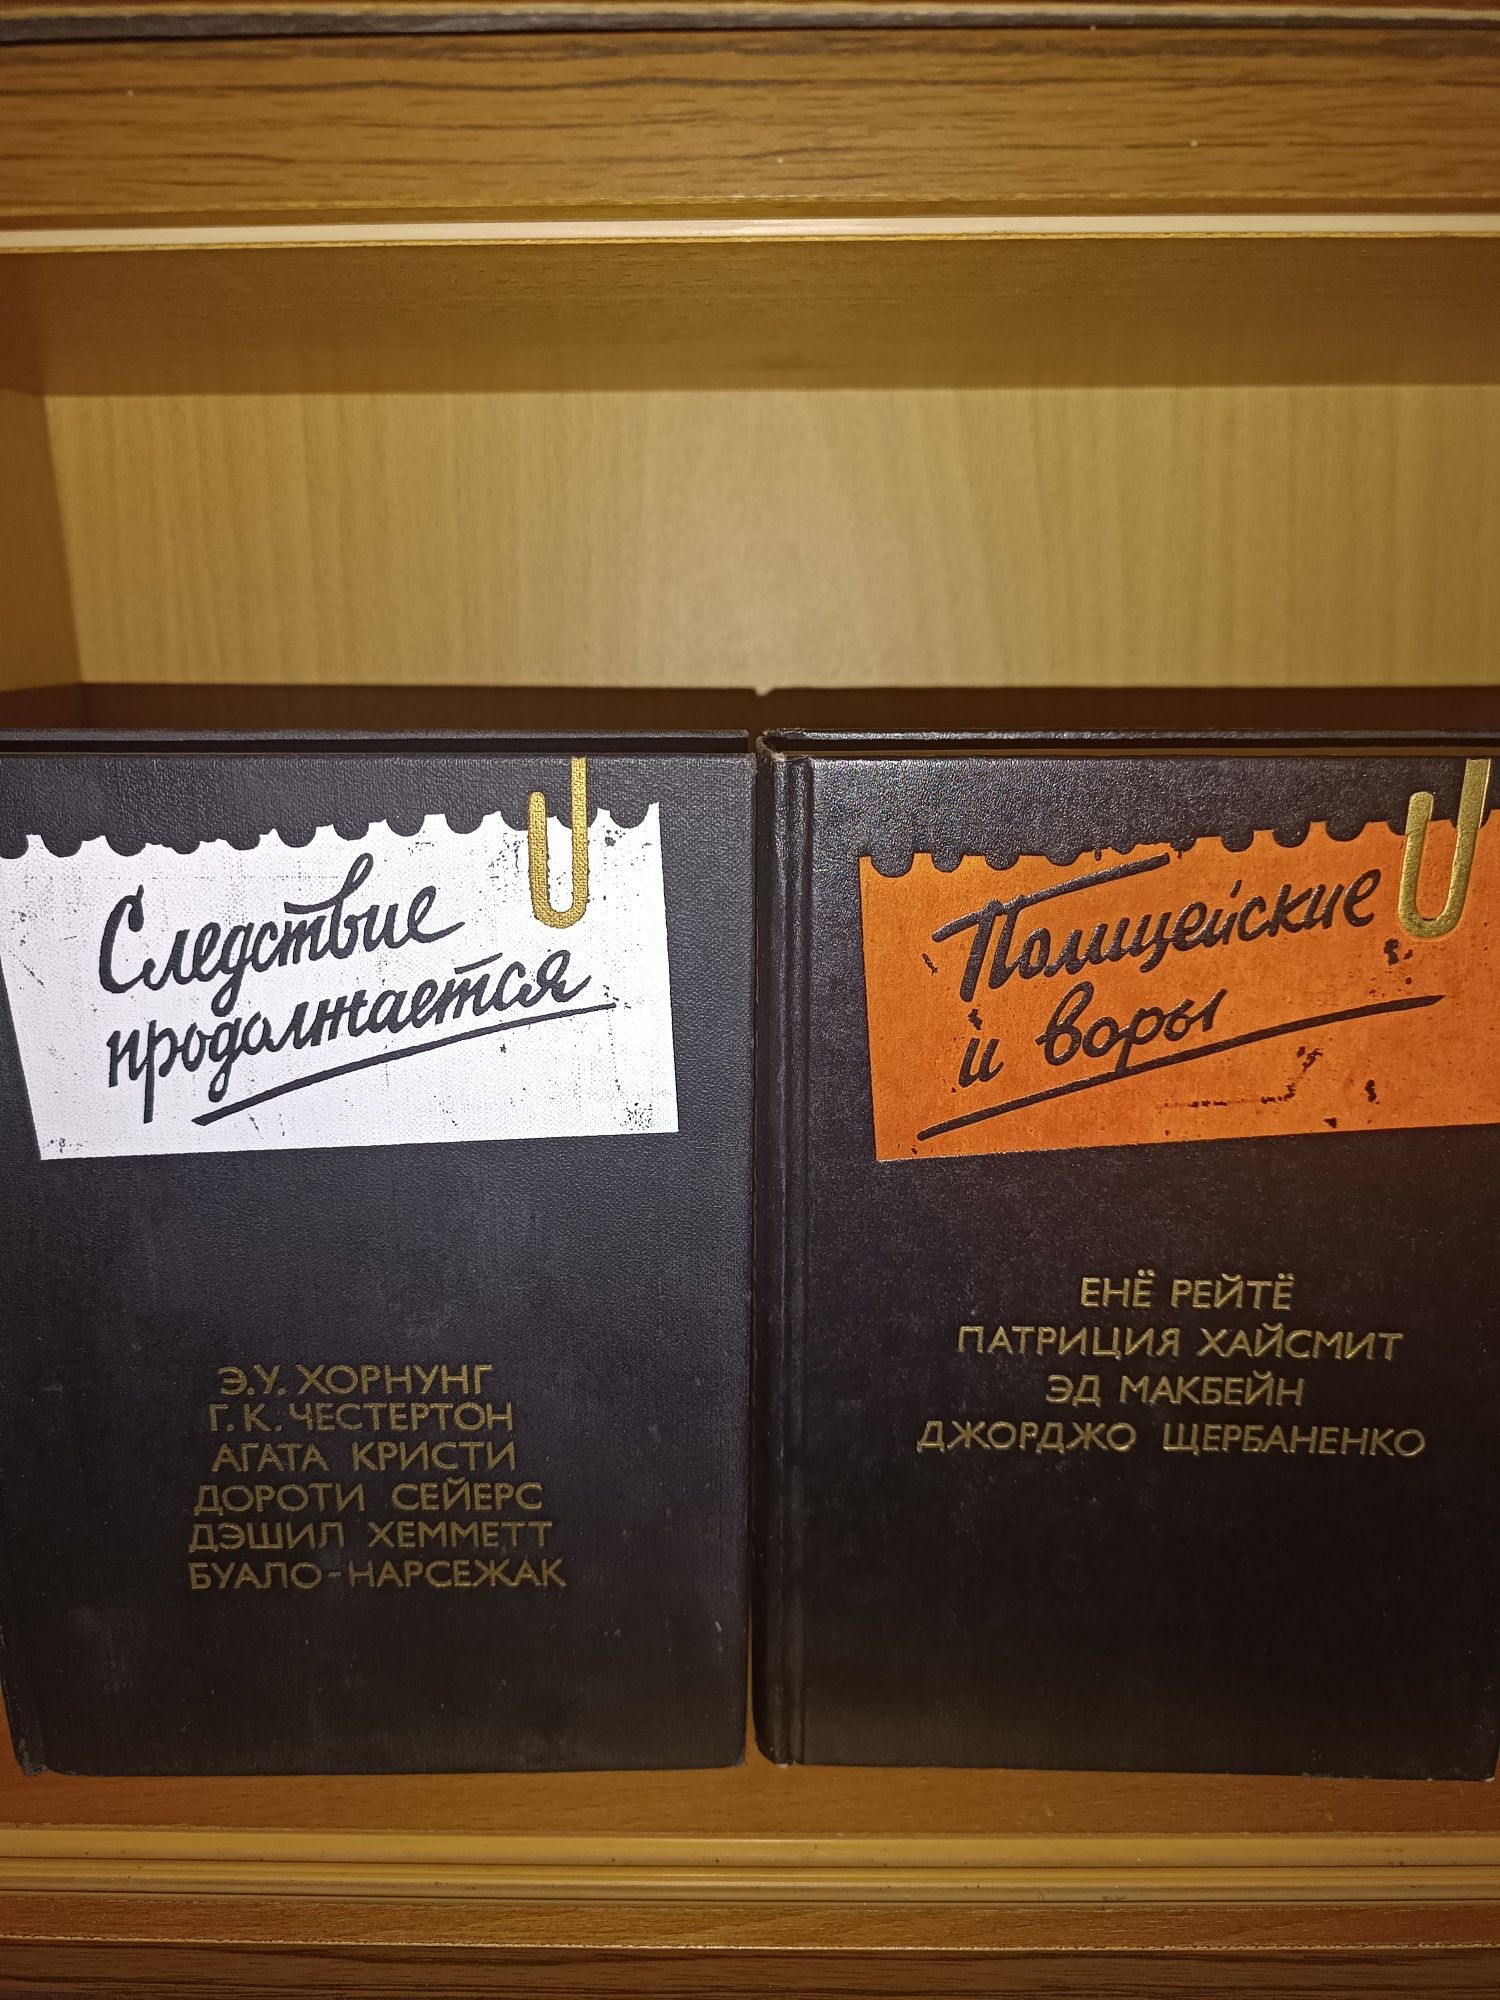 Следствие
продолжается
Э.У. ХОРНУНГ
Г.К. ЧЕСТЕРТОН
АГАТА КРИСТИ
ДОРОТИ СЕЙЕРС
ДЭШИЛ ХЕММЕТТ
БУАЛО-НАРСЕЖАК
Полицейские
и воры
ЕНЁ РЕЙТЁ
ПАТРИЦИЯ ХАЙСМИТ
ЭД МАКБЕЙН
ДЖОРДЖО ЩЕРБАНЕНКО